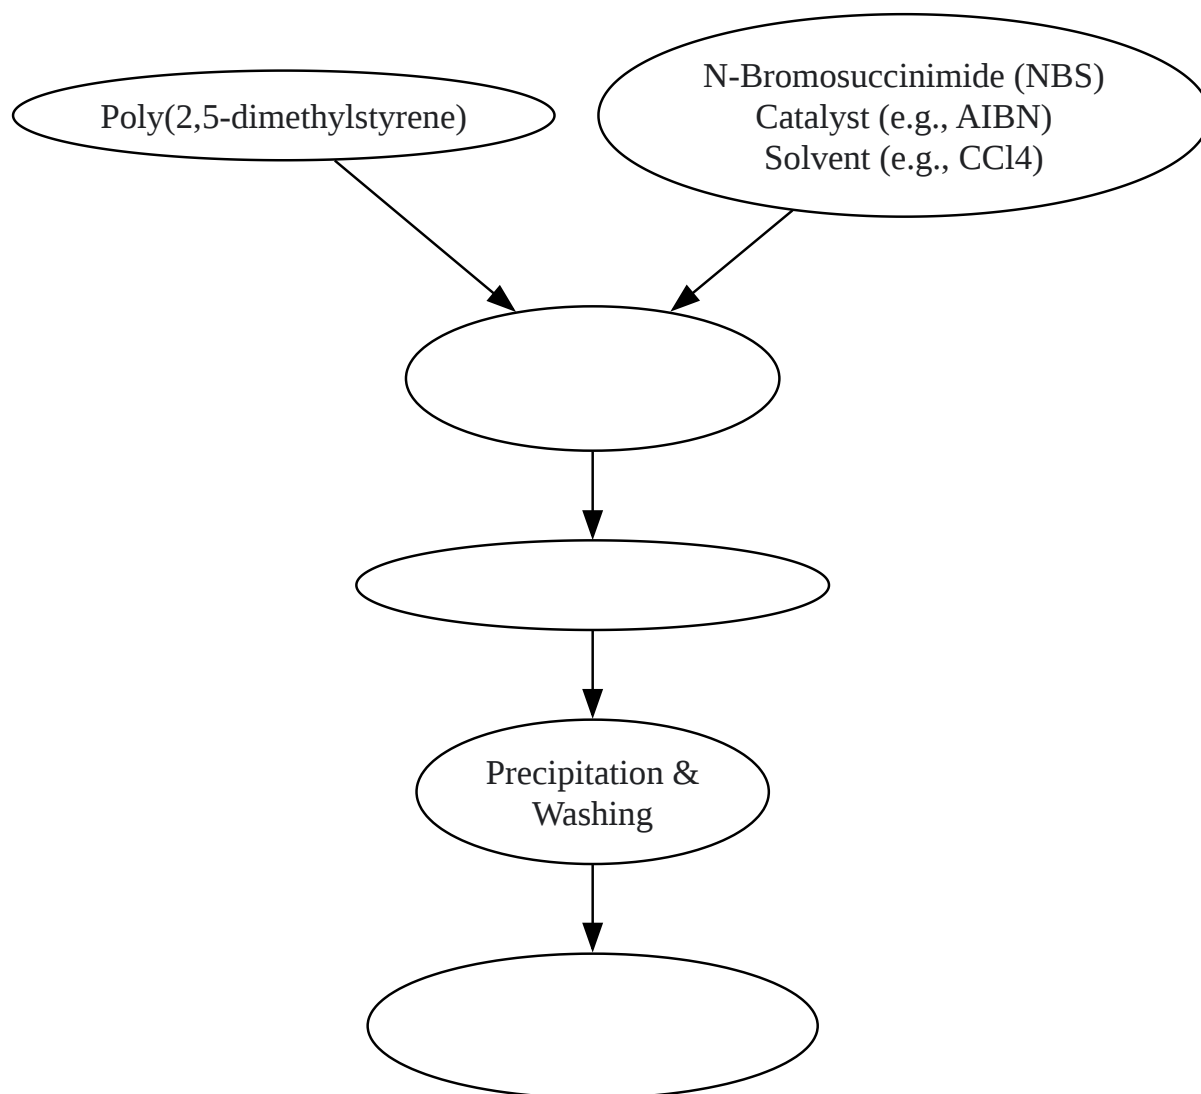 Poly(2,5-dimethylstyrene)
N-Bromosuccinimide (NBS)
Catalyst (e.g., AIBN)
Solvent (e.g., CCl4)
Precipitation &
Washing